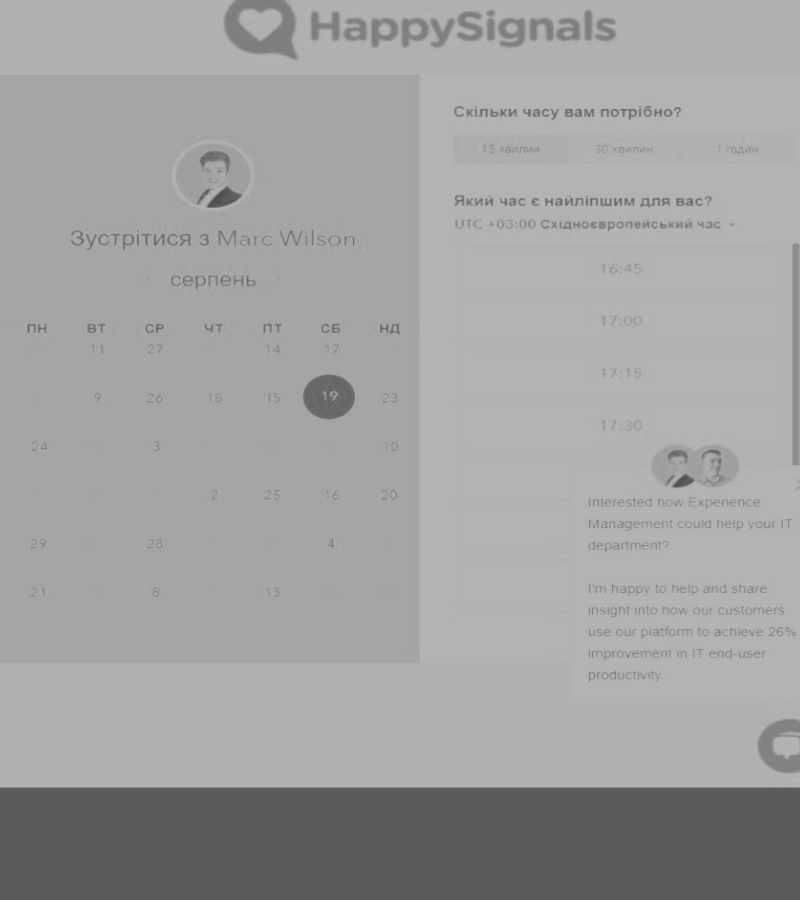 HappySignals
Зустрітися з Marc Wilson
серпень
ПН ВТ СР ЧТ ПТ СБ НД
11 27 14 17
9 26 18 15 19 23
24 3 10
2 25 16 20
29 28 4
21 8 13
Скільки часу вам потрібно?
15 хвилин 30 хвилин 1 годин
Який час є найліпшим для вас?
UTC +03:00 Східноєвропейський час
16:45
17:00
17:15
17:30
Interested how Experience
Management could help your IT
department?
I'm happy to help and share
insight into how our customers
use our platform to achieve 26%
improvement in IT end-user
productivity